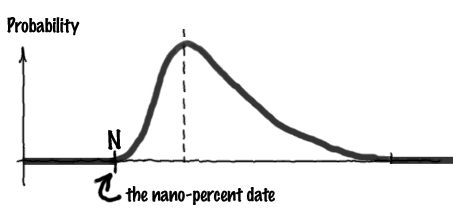 Probability
N
the nano-percent date